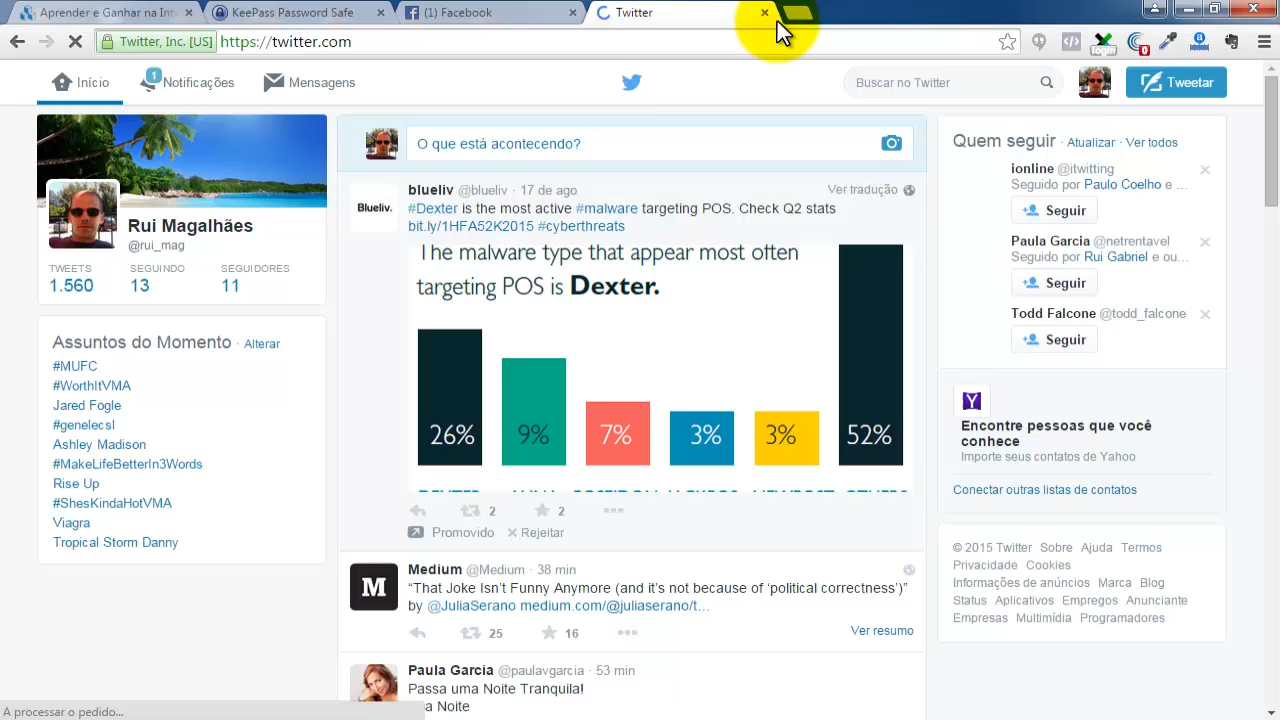 Aprender e Ganhar na Inte
KeePass Password Safe
(1) Facebook
Twitter
Twitter, Inc. [US]
https://twitter.com
login
0
Início
1
Notificações
Mensagens
Buscar no Twitter
Tweetar
Rui Magalhães
@rui_mag
TWEETS SEGUINDO SEGUIDORES
1.560 13 11
Assuntos do Momento · Alterar
#MUFC
#WorthItVMA
Jared Fogle
#genelecsl
Ashley Madison
#MakeLifeBetterIn3Words
Rise Up
#ShesKindaHotVMA
Viagra
Tropical Storm Danny
O que está acontecendo?
Blueliv.
blueliv @blueliv · 17 de ago
Ver tradução
#Dexter is the most active #malware targeting POS. Check Q2 stats
bit.ly/1HFA52K2015 #cyberthreats
The malware type that appear most often
targeting POS is Dexter.
26% 9% 7% 3% 3% 52%
2 2
Promovido Rejeitar
M
Medium @Medium · 38 min
“That Joke Isn’t Funny Anymore (and it’s not because of ‘political correctness’)”
by @JuliaSerano medium.com/@juliaserano/t…
25 16
Ver resumo
Paula Garcia @paulavgarcia · 53 min
Passa uma Noite Tranquila!
Noite
Quem seguir · Atualizar · Ver todos
ionline @itwitting
Seguido por Paulo Coelho e ...
Seguir
Paula Garcia @netrentavel
Seguido por Rui Gabriel e ou...
Seguir
Todd Falcone @todd_falcone
Seguir
Y
Encontre pessoas que você
conhece
Importe seus contatos de Yahoo
Conectar outras listas de contatos
© 2015 Twitter Sobre Ajuda Termos
Privacidade Cookies
Informações de anúncios Marca Blog
Status Aplicativos Empregos Anunciante
Empresas Multimídia Programadores
A processar o pedido...